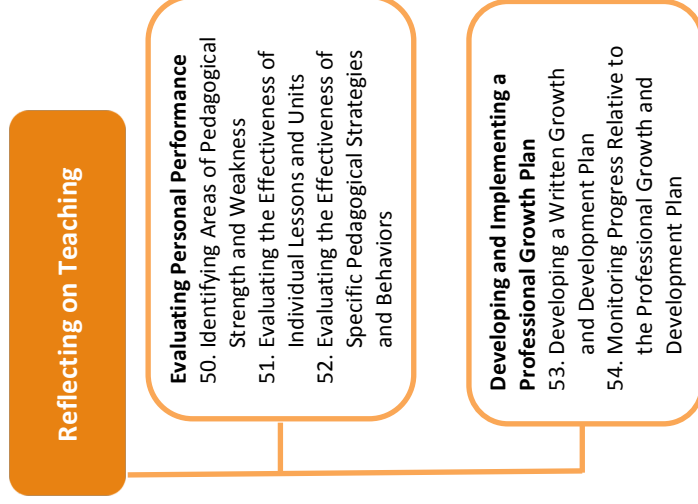 Reflecting on Teaching
Evaluating Personal Performance
50. Identifying Areas of Pedagogical
Strength and Weakness
51. Evaluating the Effectiveness of
Individual Lessons and Units
52. Evaluating the Effectiveness of
Specific Pedagogical Strategies
and Behaviors
Developing and Implementing a
Professional Growth Plan
53. Developing a Written Growth
and Development Plan
54. Monitoring Progress Relative to
the Professional Growth and
Development Plan